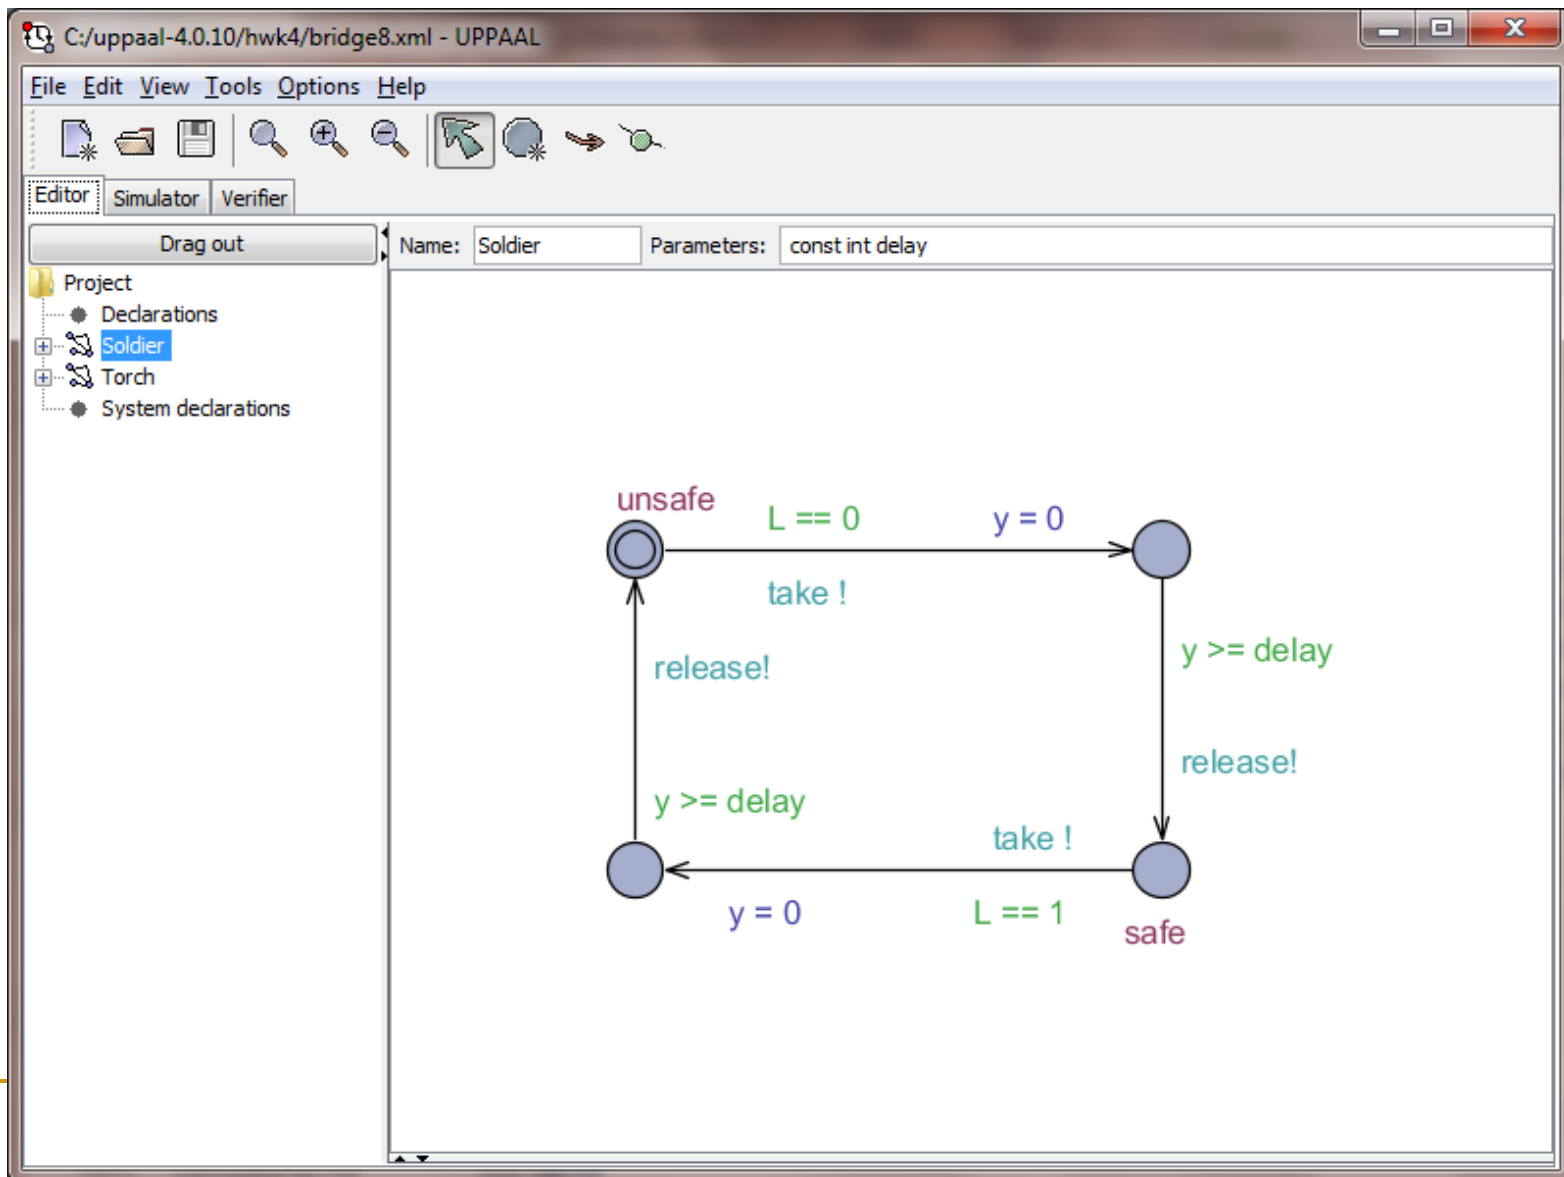 C:/uppaal-4.0.10/hwk4/bridge8.xml - UPPAAL
File Edit View Tools Options Help
Editor Simulator Verifier
Drag out
Name: Soldier Parameters: const int delay
Project
Declarations
Soldier
Torch
System declarations
unsafe
L == 0 y = 0
take !
y >= delay
release!
release!
y >= delay
take !
y = 0 L == 1
safe